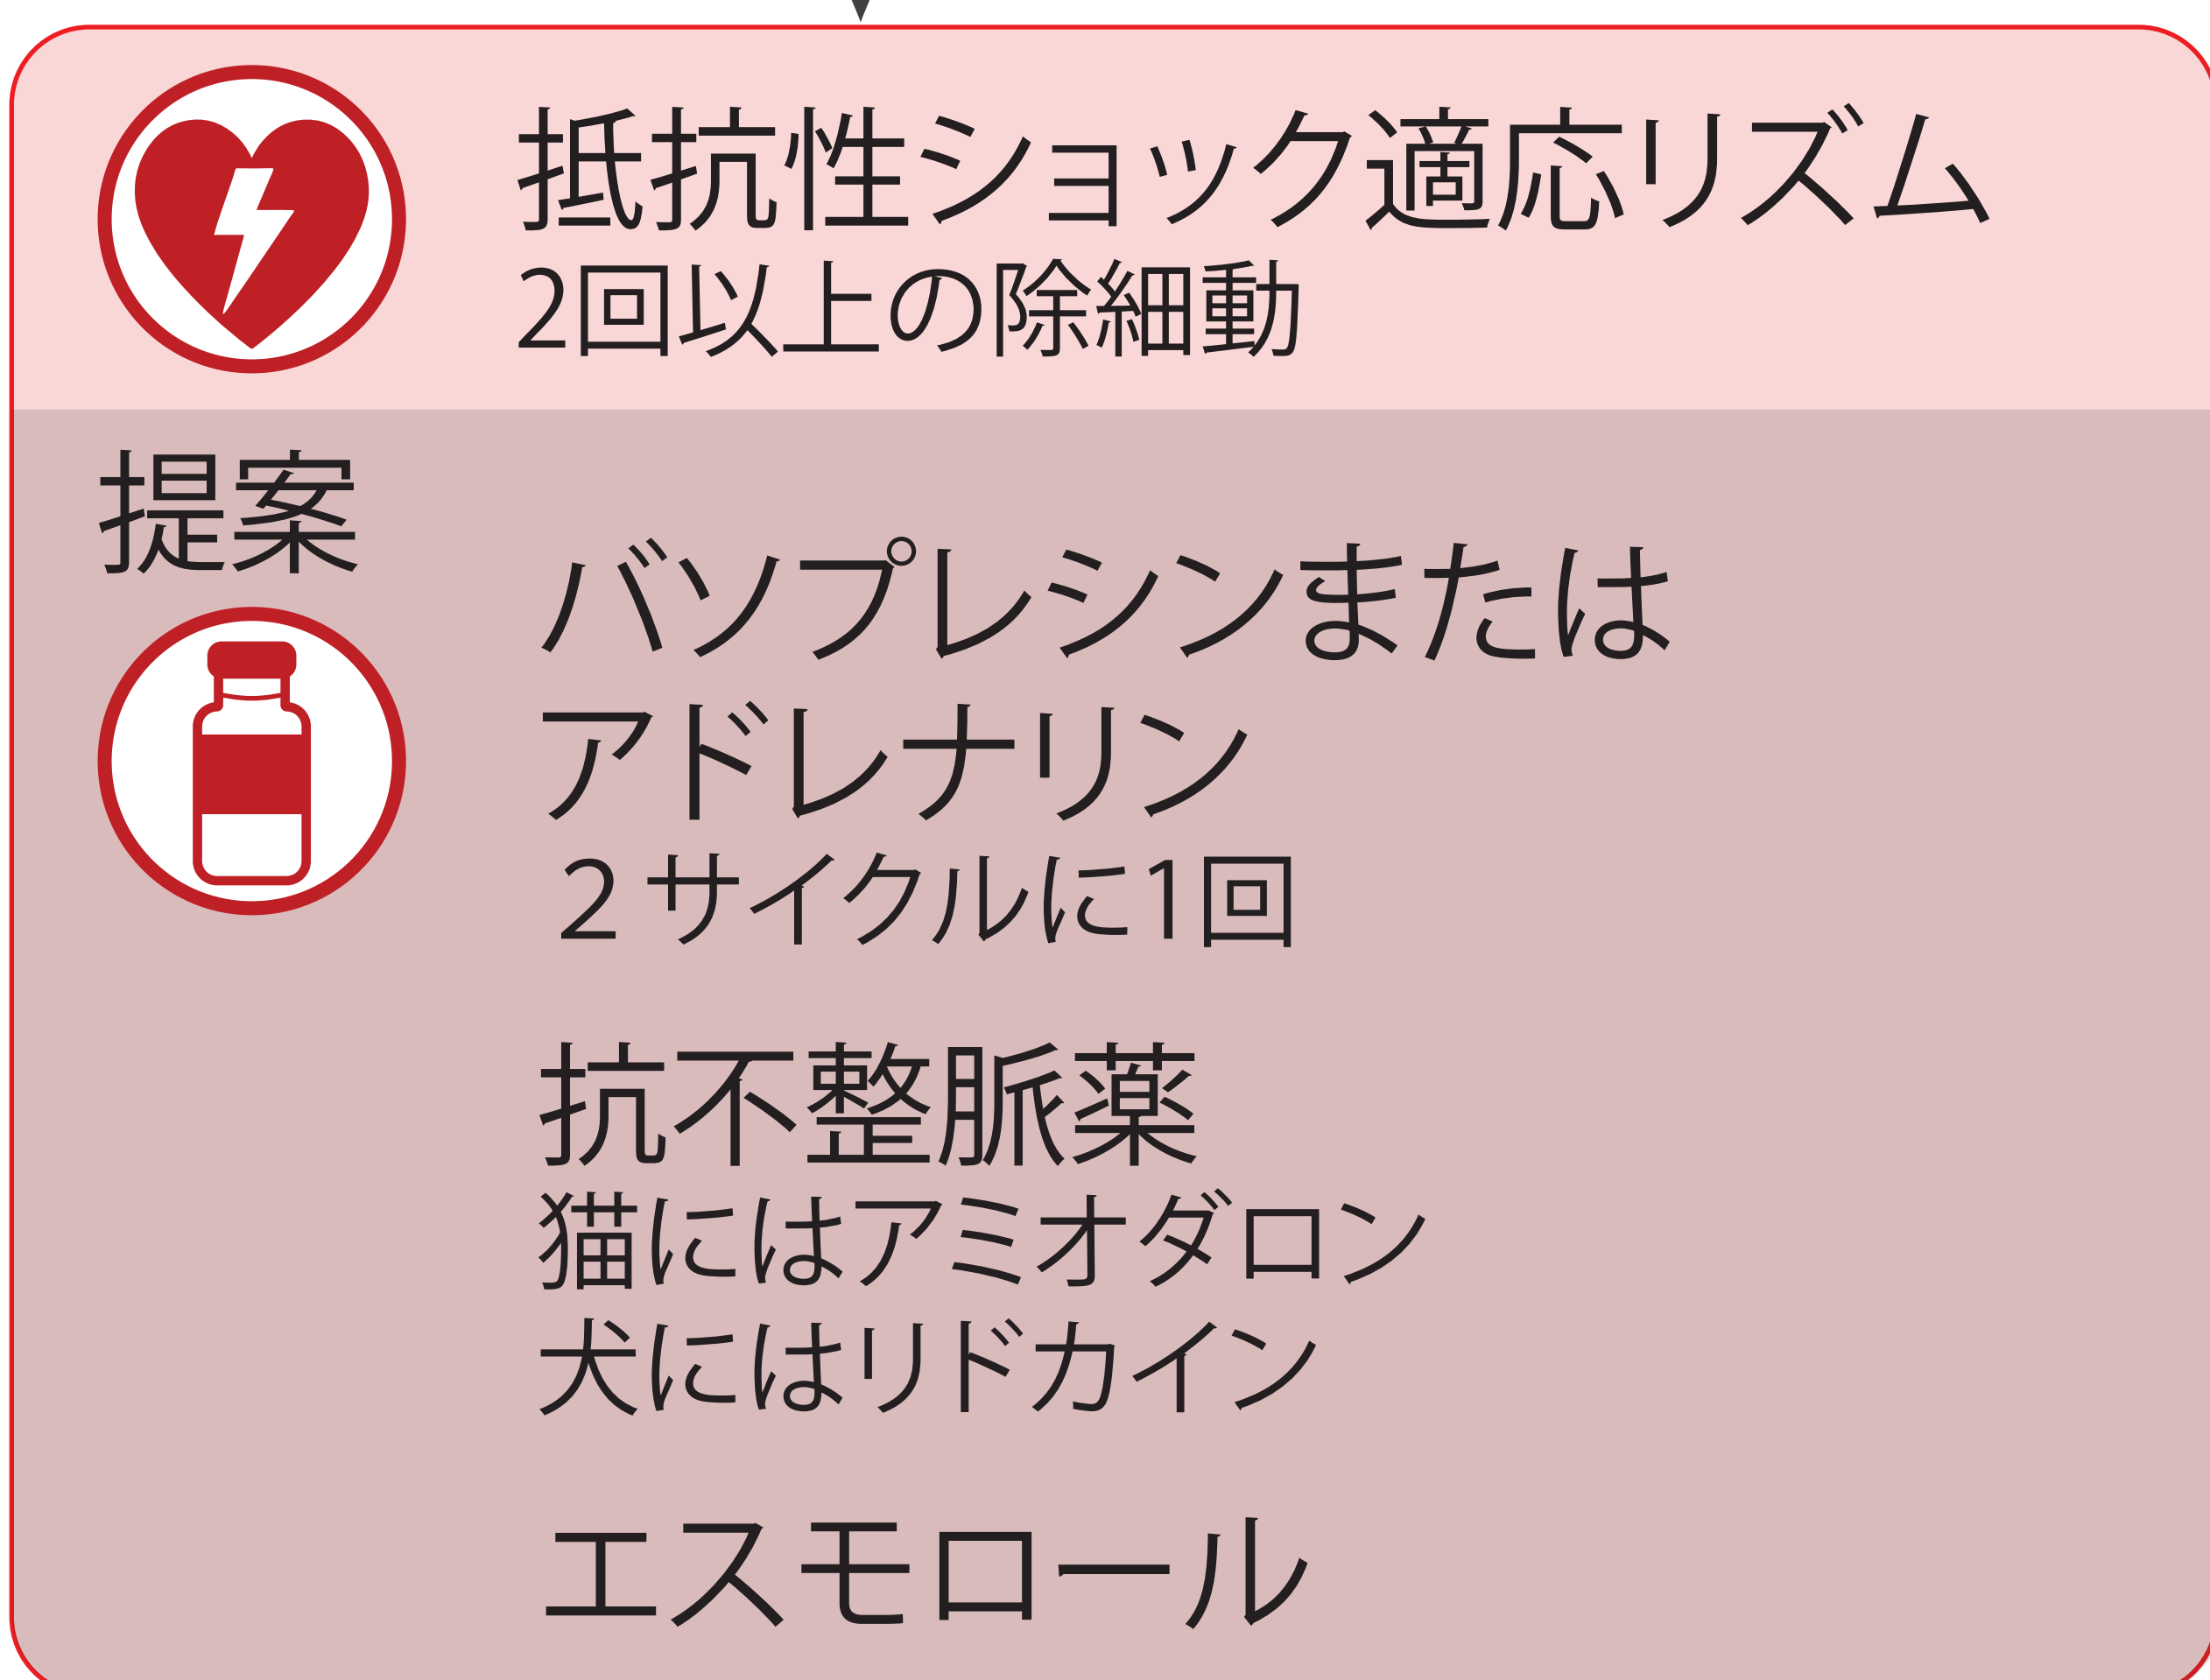 抵抗性ショック適応リズム
2回以上の除細動
提案
バソプレシンまたは
アドレナリン
2 サイクルに1回
抗不整脈薬
猫にはアミオダロン
犬にはリドカイン
エスモロール